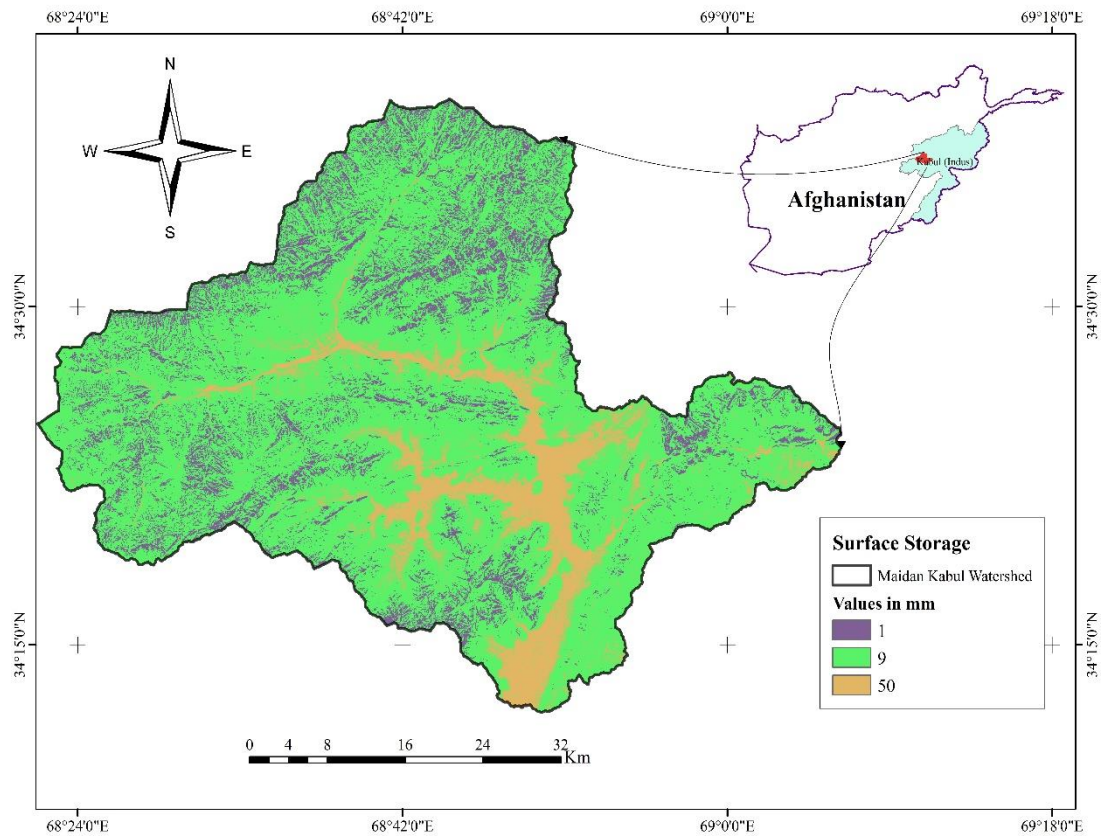 68°24'0"E
68°42'0"E
69°0'0"E
69°18'0"E
N
W
E
S
Kabul (Indus)
Afghanistan
34°30'0"N
34°30'0"N
Surface Storage
Maidan Kabul Watershed
Values in mm
1
9
50
34°15'0"N
34°15'0"N
0 4 8 16 24 32
Km
68°24'0"E
68°42'0"E
69°0'0"E
69°18'0"E